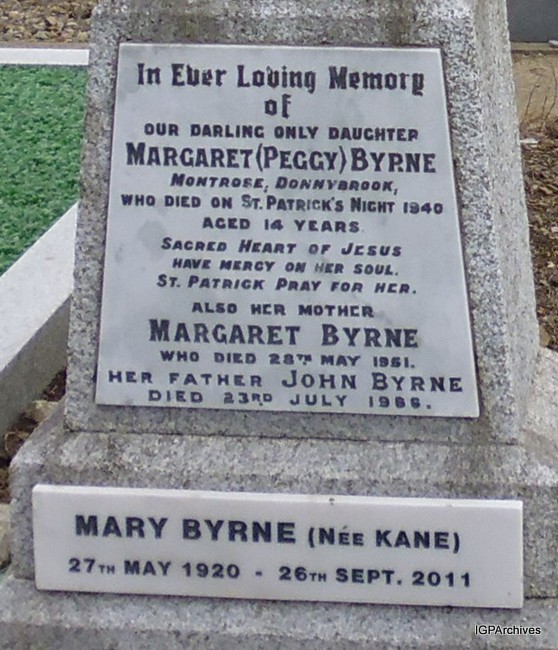 In Ever Loving Memory
of
OUR DARLING ONLY DAUGHTER
MARGARET (PEGGY) BYRNE
MONTROSE, DONNYBROOK,
WHO DIED ON ST. PATRICK'S NIGHT 1940
AGED 14 YEARS
SACRED HEART OF JESUS
HAVE MERCY ON HER SOUL.
ST. PATRICK PRAY FOR HER.
ALSO HER MOTHER
MARGARET BYRNE
WHO DIED 28TH MAY 1951.
HER FATHER JOHN BYRNE
DIED 23RD JULY 1966.
MARY BYRNE (NÉE KANE)
27TH MAY 1920 - 26TH SEPT. 2011
IGPArchives